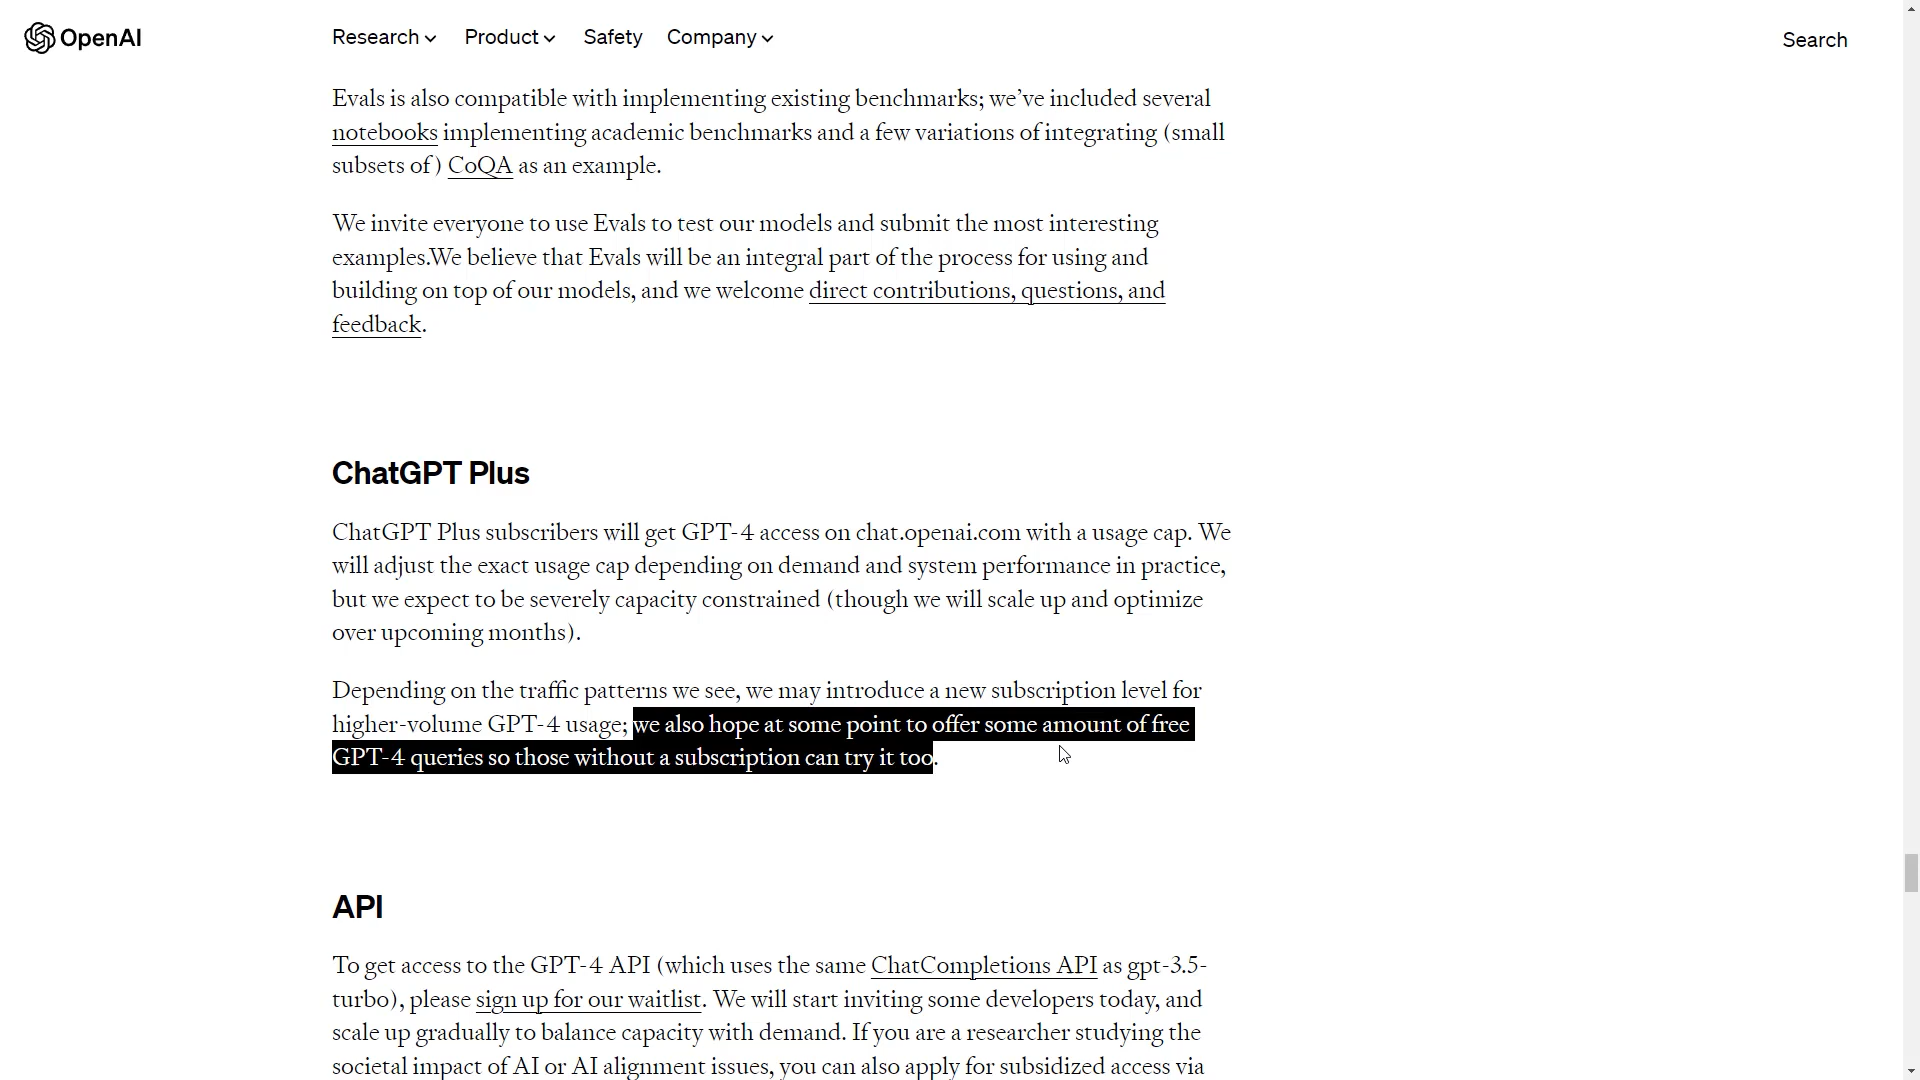 OpenAI
Research Product Safety Company
Search
Evals is also compatible with implementing existing benchmarks; we’ve included several
notebooks implementing academic benchmarks and a few variations of integrating (small
subsets of) CoQA as an example.
We invite everyone to use Evals to test our models and submit the most interesting
examples.We believe that Evals will be an integral part of the process for using and
building on top of our models, and we welcome direct contributions, questions, and
feedback.
ChatGPT Plus
ChatGPT Plus subscribers will get GPT-4 access on chat.openai.com with a usage cap. We
will adjust the exact usage cap depending on demand and system performance in practice,
but we expect to be severely capacity constrained (though we will scale up and optimize
over upcoming months).
Depending on the traffic patterns we see, we may introduce a new subscription level for
higher-volume GPT-4 usage; we also hope at some point to offer some amount of free
GPT-4 queries so those without a subscription can try it too.
API
To get access to the GPT-4 API (which uses the same ChatCompletions API as gpt-3.5-
turbo), please sign up for our waitlist. We will start inviting some developers today, and
scale up gradually to balance capacity with demand. If you are a researcher studying the
societal impact of AI or AI alignment issues, you can also apply for subsidized access via